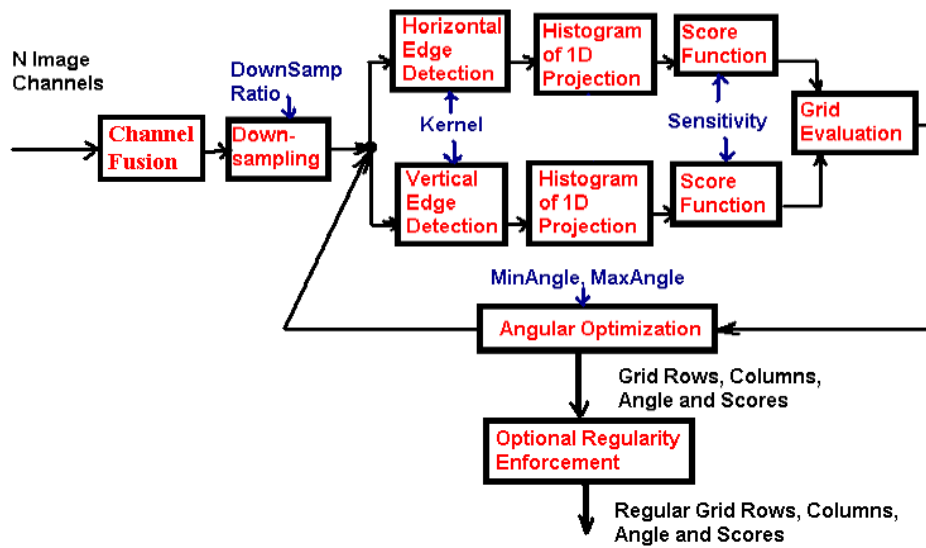 N Image
Channels
DownSamp
Ratio
Channel
Fusion
Down-
sampling
Horizontal
Edge
Detection
Histogram
of 1D
Projection
Score
Function
Kernel
Sensitivity
Grid
Evaluation
Vertical
Edge
Detection
Histogram
of 1D
Projection
Score
Function
MinAngle, MaxAngle
Angular Optimization
Grid Rows, Columns,
Angle and Scores
Optional Regularity
Enforcement
Regular Grid Rows, Columns,
Angle and Scores